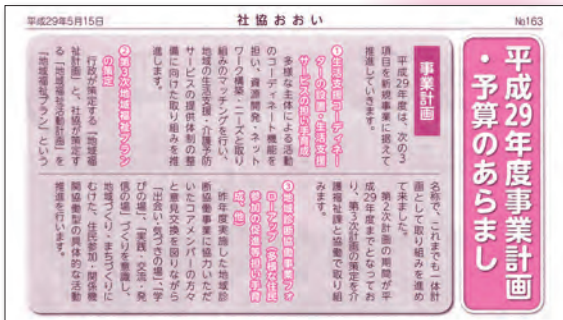 平成29年5月15日
社協おおい
No163
平成29年度事業計画
・予算のあらまし
事業計画
平成29年度は、次の3
項目を新規事業に据えて
推進していきます。
❶生活支援コーディネー
ターの設置・生活支援
サービスの担い手育成
多様な主体による活動
のコーディネート機能を
担い、資源開発・ネット
ワーク構築・ニーズと取り
組みのマッチングを行い、
地域の生活支援・介護予防
サービスの提供体制の整
備に向けた取り組みを推
進します。
❷第3次地域福祉プラン
の策定
行政が策定する「地域福
祉計画」と、社協が策定す
る「地域福祉活動計画」を
「地域福祉プラン」という
名称で、これまでも一体計
画として取り組みを進め
て来ました。
第2次計画の期間が平
成29年度までとなってお
り、第3次計画の策定を介
護福祉課と協働で取り組
みます。
❸地域診断協働事業フォ
ローアップ(多様な住民
参加の促進等担い手育
成、他)
昨年度実施した地域診
断協働事業に協力いただ
いたコアメンバーの方々
と意見交換を図りながら
「出会い・気づきの場」、「学
びの場」、「実践・交流・発
信の場」づくりを意識し、
地域づくり・まちづくりに
むけた、住民参加・関係機
関協働型の具体的な活動
推進を行います。